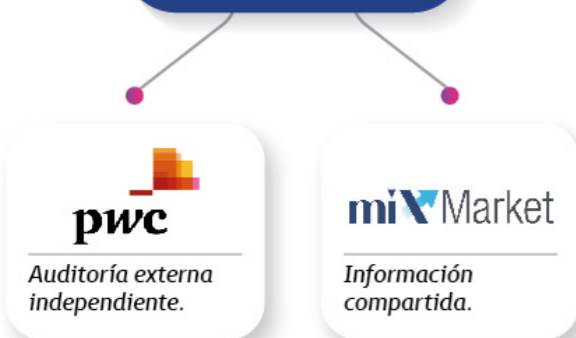 pwc
Auditoría externa
independiente.
miX Market
Información
compartida.